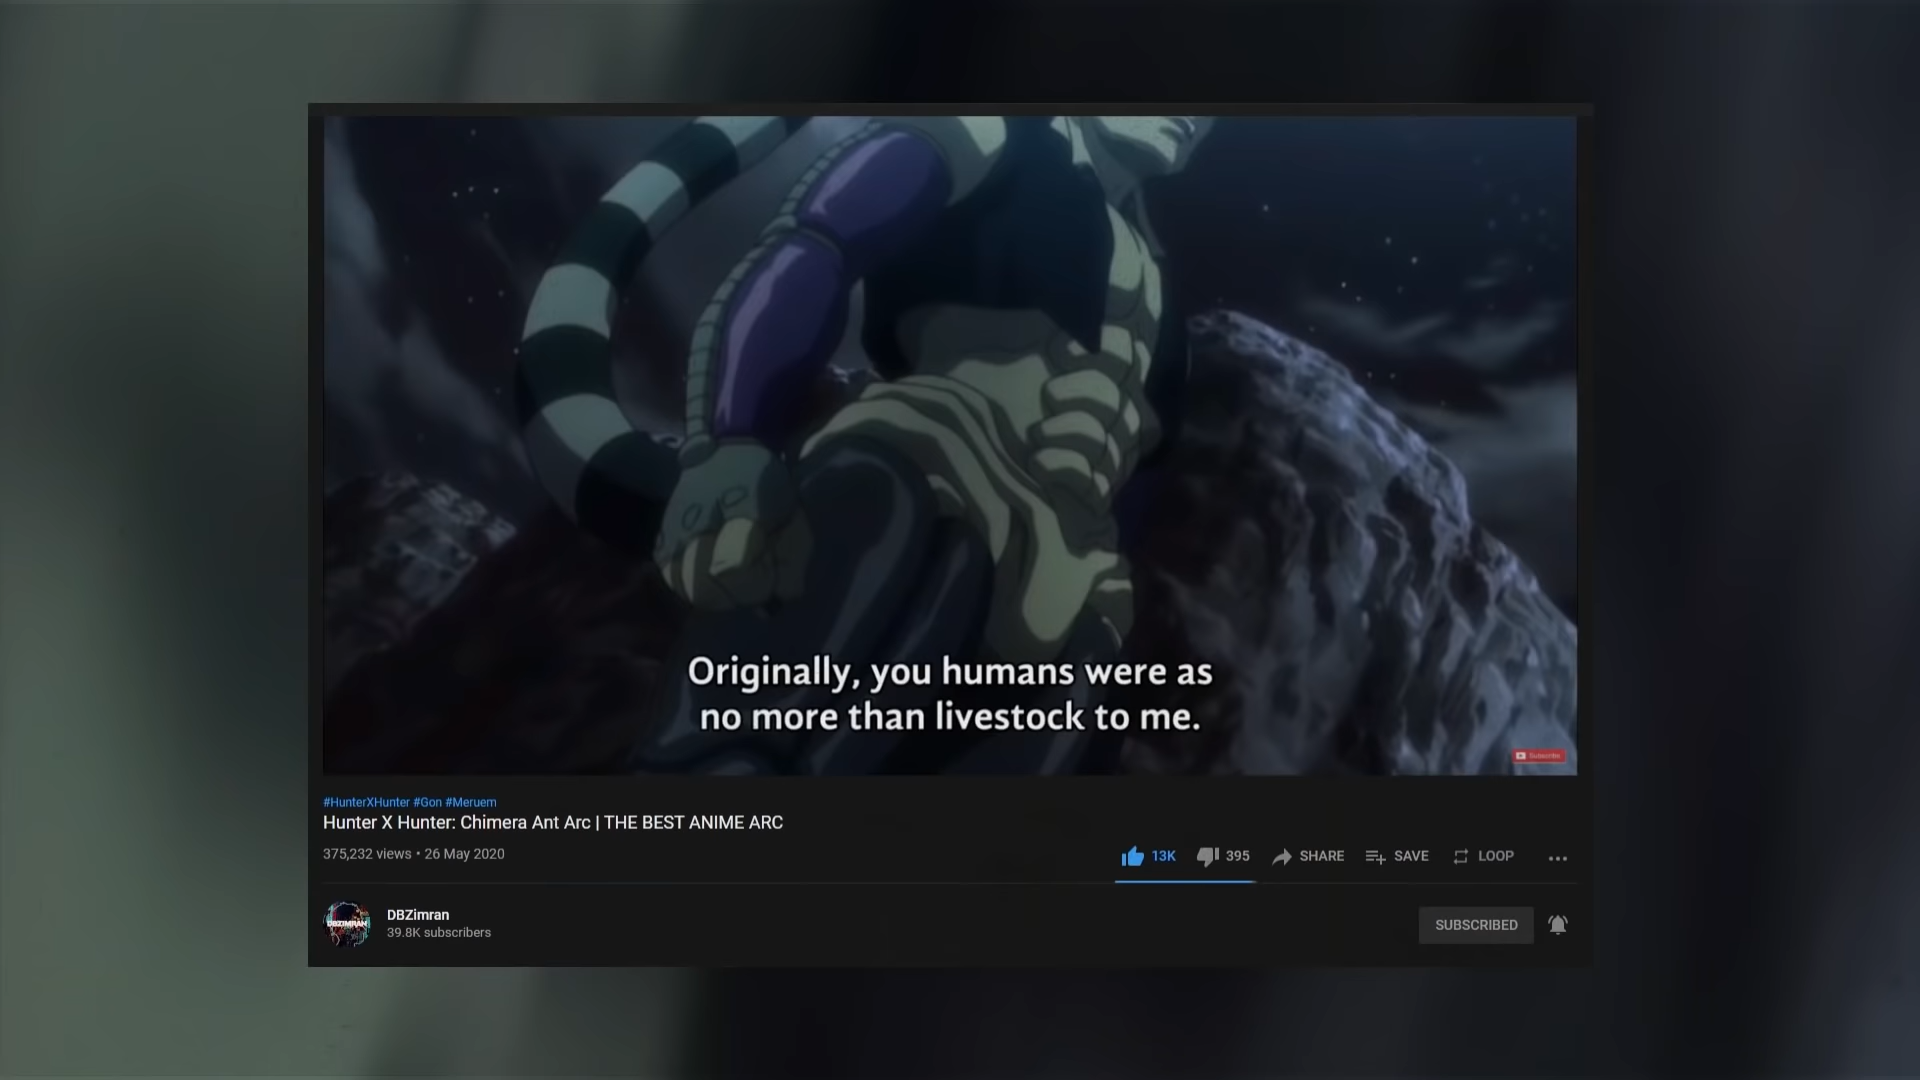 Originally, you humans were as
no more than livestock to me.
Subscribe
#HunterXHunter #Gon #Meruem
Hunter X Hunter: Chimera Ant Arc | THE BEST ANIME ARC
375,232 views • 26 May 2020
13K 395 SHARE SAVE LOOP
DBZimran
39.8K subscribers
SUBSCRIBED
DBZIMRAN